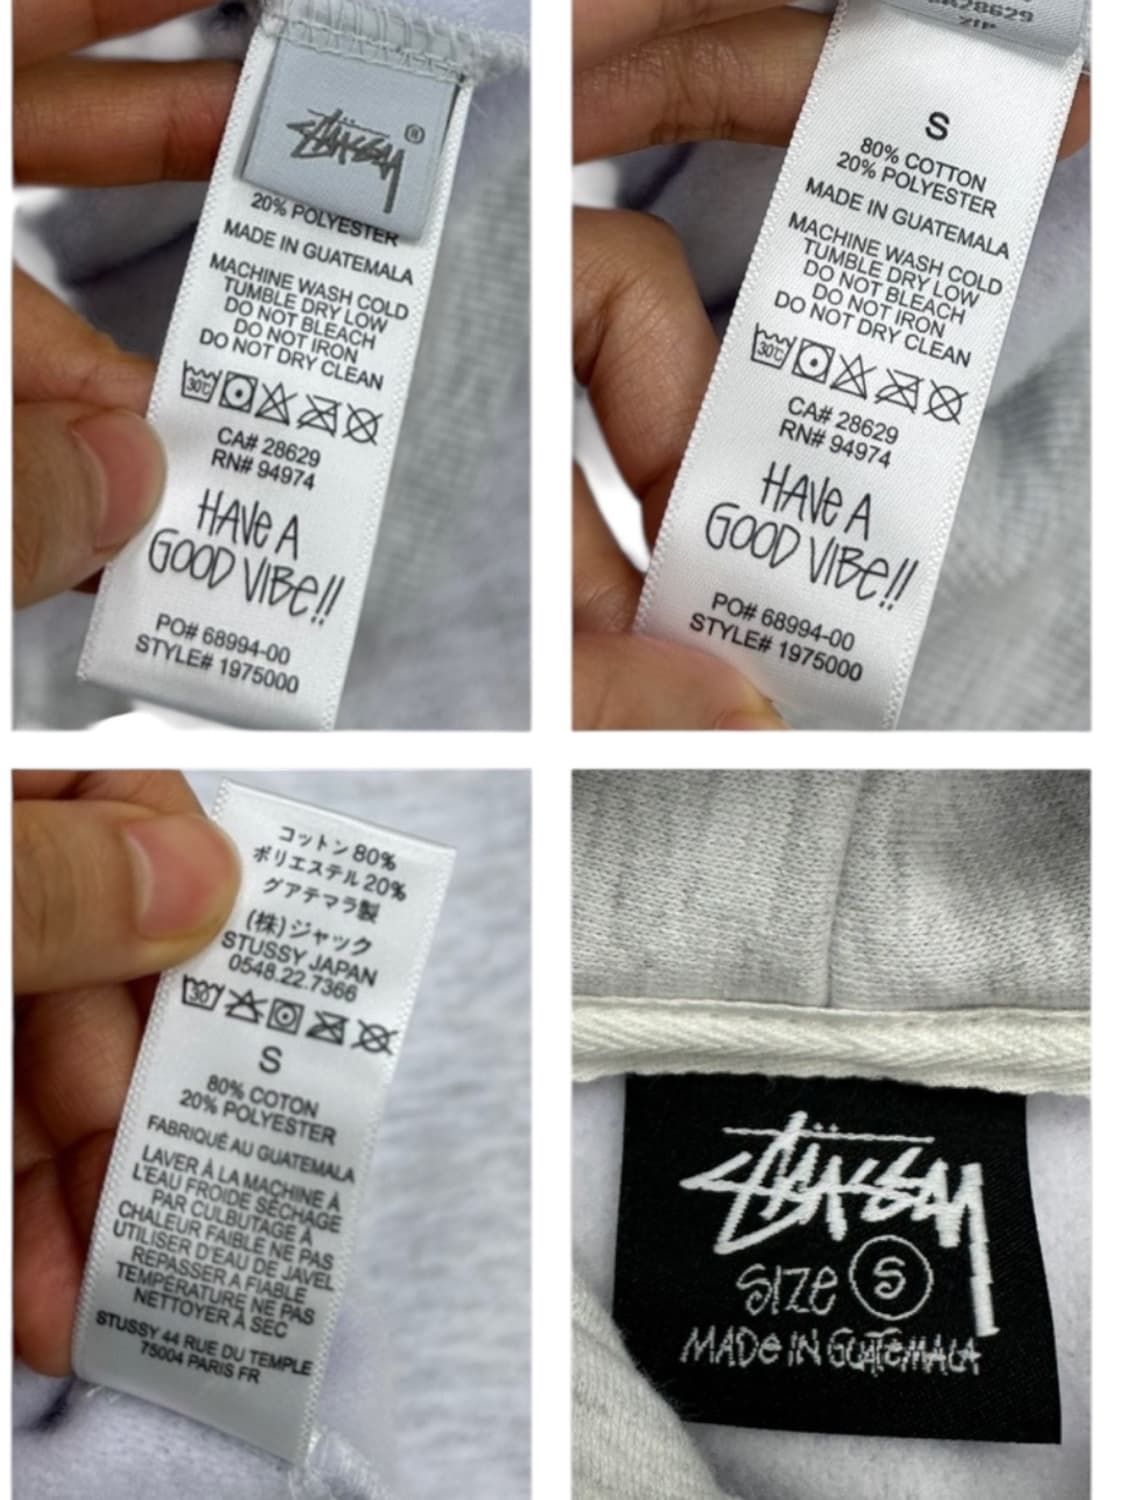 STÜSSY ®
20% POLYESTER
MADE IN GUATEMALA
MACHINE WASH COLD
TUMBLE DRY LOW
DO NOT BLEACH
DO NOT IRON
DO NOT DRY CLEAN
30℃
CA# 28629
RN# 94974
HAVE A
GOOD VIBE!!
PO# 68994-00
STYLE# 1975000
28629
ZIP
S
80% COTTON
20% POLYESTER
MADE IN GUATEMALA
MACHINE WASH COLD
TUMBLE DRY LOW
DO NOT BLEACH
DO NOT IRON
DO NOT DRY CLEAN
30℃
CA# 28629
RN# 94974
HAVE A
GOOD VIBE!!
PO# 68994-00
STYLE# 1975000
コットン 80%
ポリエステル 20%
グアテマラ製
(株)ジャック
STUSSY JAPAN
0548.22.7366
30
S
80% COTON
20% POLYESTER
FABRIQUÉ AU GUATEMALA
LAVER À LA MACHINE À
L'EAU FROIDE SÉCHAGE
PAR CULBUTAGE À
CHALEUR FAIBLE NE PAS
UTILISER D'EAU DE JAVEL
REPASSER A FIABLE
TEMPÉRATURE NE PAS
NETTOYER À SEC
STUSSY 44 RUE DU TEMPLE
75004 PARIS FR
STÜSSY
SIZE S
MADE IN GUATEMALA